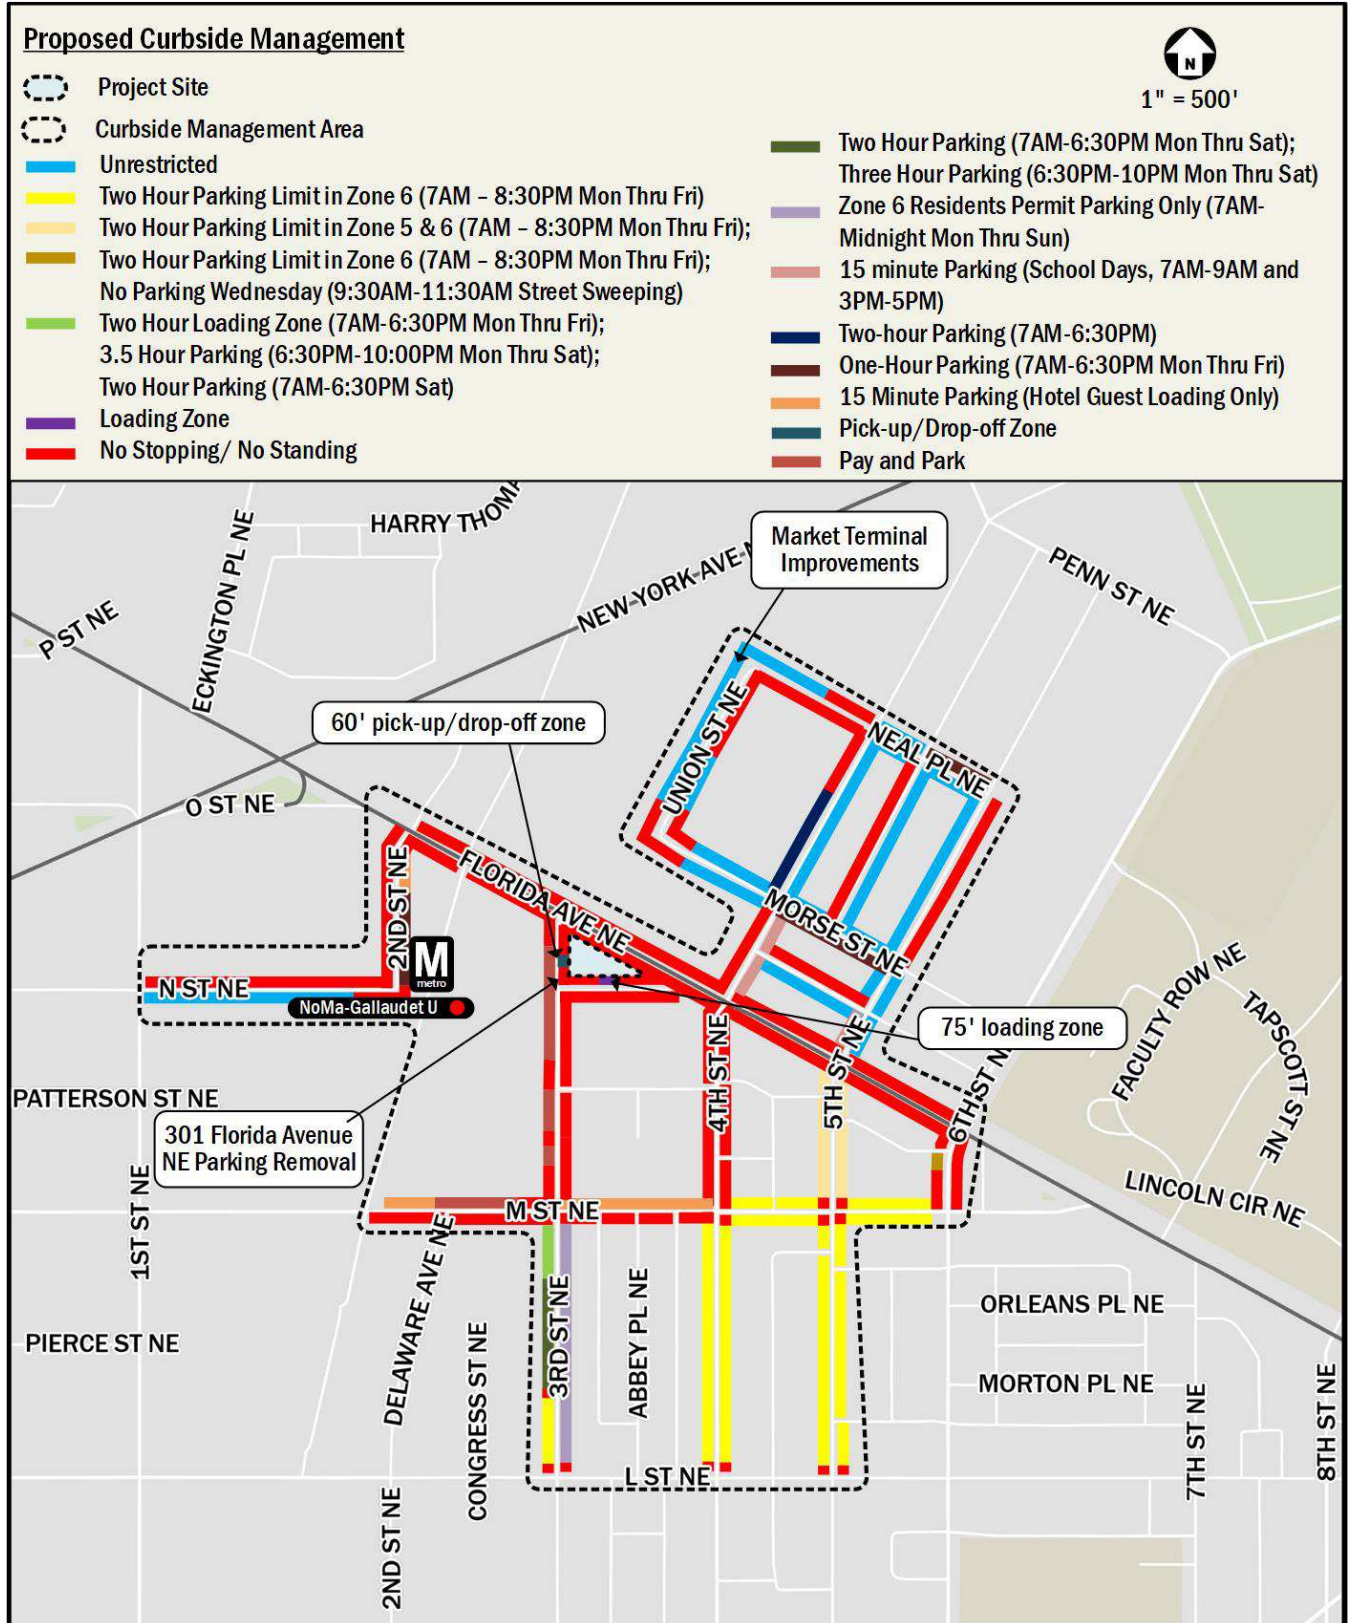 Proposed Curbside Management
Project Site
Curbside Management Area
Unrestricted
Two Hour Parking Limit in Zone 6 (7AM – 8:30PM Mon Thru Fri)
Two Hour Parking Limit in Zone 5 & 6 (7AM – 8:30PM Mon Thru Fri);
Two Hour Parking Limit in Zone 6 (7AM – 8:30PM Mon Thru Fri);
No Parking Wednesday (9:30AM-11:30AM Street Sweeping)
Two Hour Loading Zone (7AM-6:30PM Mon Thru Fri);
3.5 Hour Parking (6:30PM-10:00PM Mon Thru Sat);
Two Hour Parking (7AM-6:30PM Sat)
Loading Zone
No Stopping/ No Standing
N
1" = 500'
Two Hour Parking (7AM-6:30PM Mon Thru Sat);
Three Hour Parking (6:30PM-10PM Mon Thru Sat)
Zone 6 Residents Permit Parking Only (7AM-
Midnight Mon Thru Sun)
15 minute Parking (School Days, 7AM-9AM and
3PM-5PM)
Two-hour Parking (7AM-6:30PM)
One-Hour Parking (7AM-6:30PM Mon Thru Fri)
15 Minute Parking (Hotel Guest Loading Only)
Pick-up/Drop-off Zone
Pay and Park
HARRY THOMA
ECKINGTON PL NE
P ST NE
NEW YORK AVE N
Market Terminal
Improvements
PENN ST NE
60' pick-up/drop-off zone
UNION ST NE
NEAL PL NE
O ST NE
2ND ST NE
FLORIDA AVE NE
MORSE ST NE
M
metro
N ST NE
NoMa-Gallaudet U
75' loading zone
FACULTY ROW NE
TAPSCOTT ST NE
4TH ST NE
5TH ST NE
6TH ST NE
PATTERSON ST NE
301 Florida Avenue
NE Parking Removal
1ST ST NE
M ST NE
LINCOLN CIR NE
DELAWARE AVE NE
3RD ST NE
ABBEY PL NE
ORLEANS PL NE
PIERCE ST NE
CONGRESS ST NE
MORTON PL NE
7TH ST NE
8TH ST NE
L ST NE
2ND ST NE